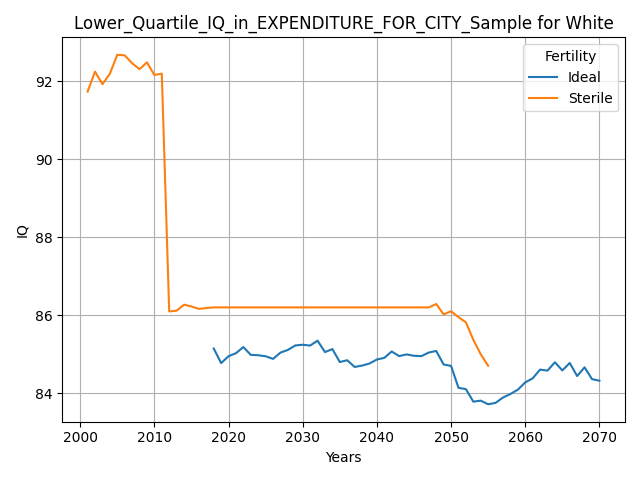 Lower_Quartile_IQ_in_EXPENDITURE_FOR_CITY_Sample for White
Fertility
Ideal
Sterile
IQ
92
90
88
86
84
2000 2010 2020 2030 2040 2050 2060 2070
Years